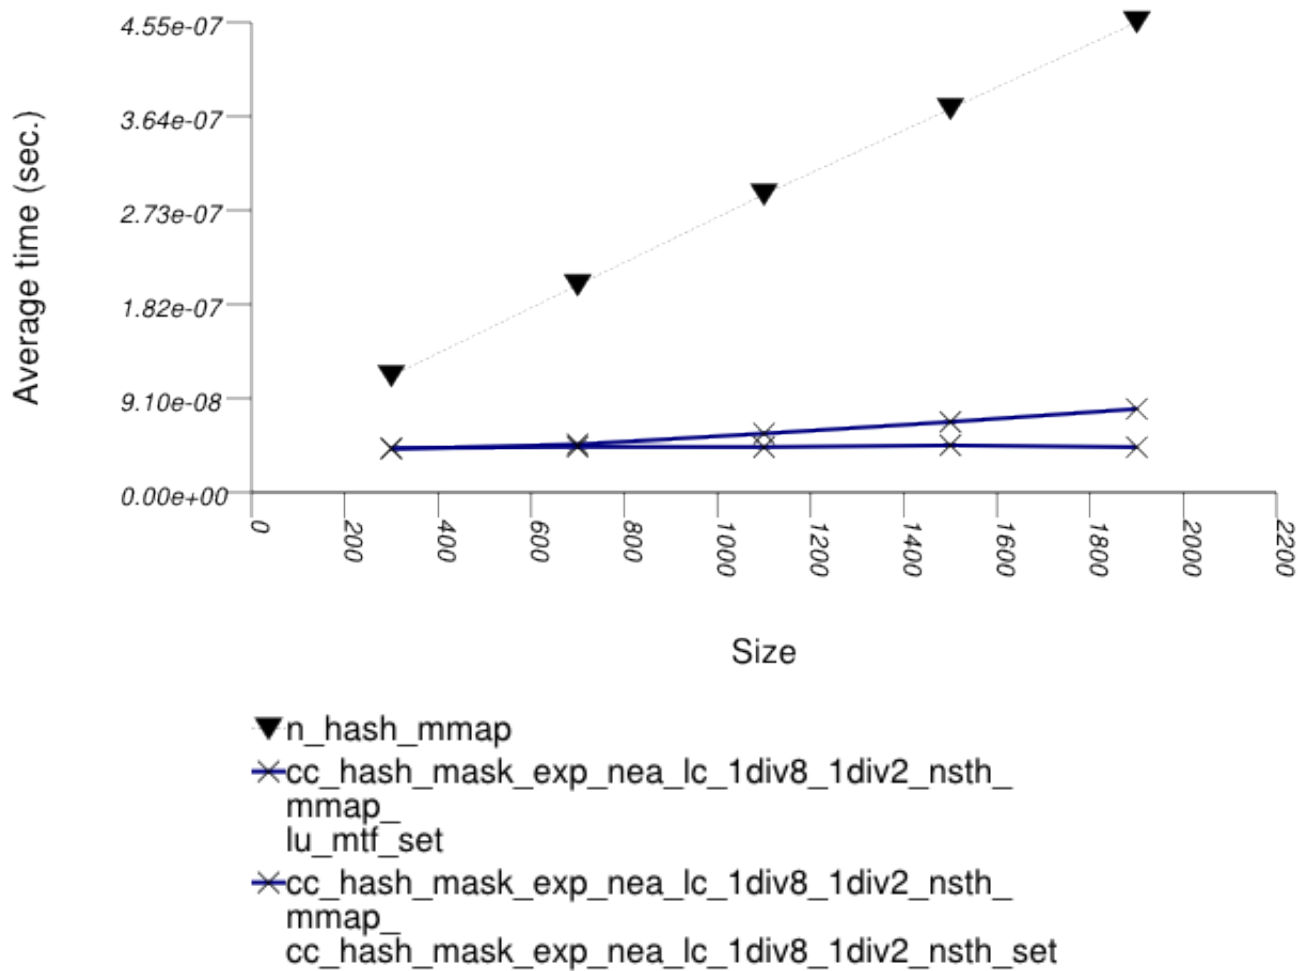 Average time (sec.)
4.55e-07
3.64e-07
2.73e-07
1.82e-07
9.10e-08
0.00e+00
0
200
400
600
800
1000
1200
1400
1600
1800
2000
2200
Size
n_hash_mmap
cc_hash_mask_exp_nea_lc_1div8_1div2_nsth_
mmap_
lu_mtf_set
cc_hash_mask_exp_nea_lc_1div8_1div2_nsth_
mmap_
cc_hash_mask_exp_nea_lc_1div8_1div2_nsth_set